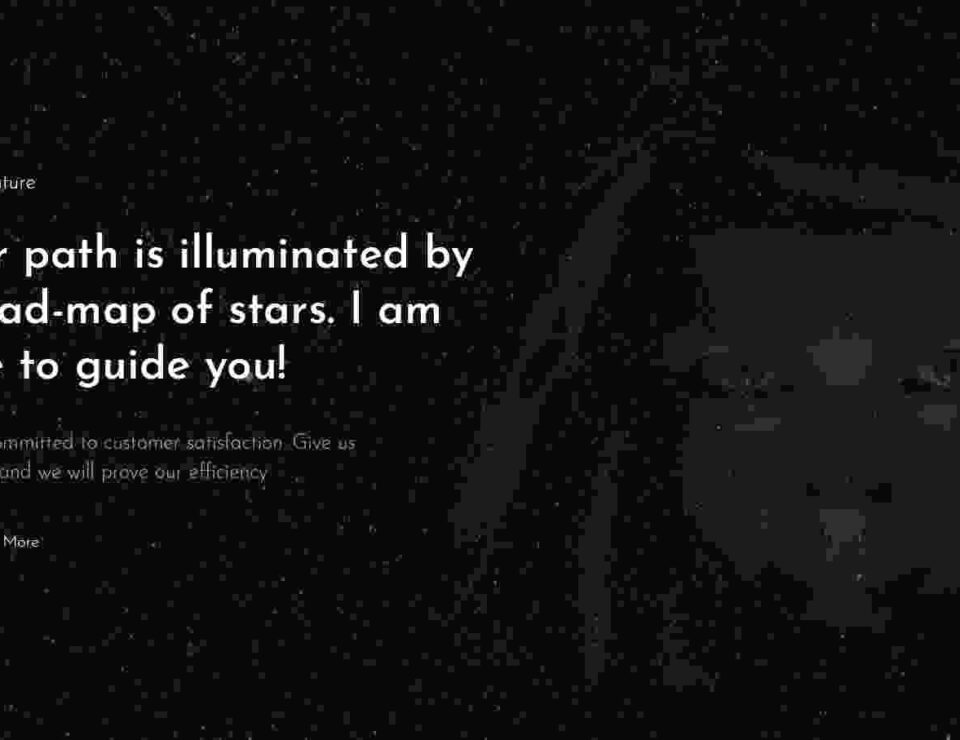 ture
path is illuminated by
ad-map of stars. I am
to guide you!
mmitted to customer satisfaction. Give us
and we will prove our efficiency
More